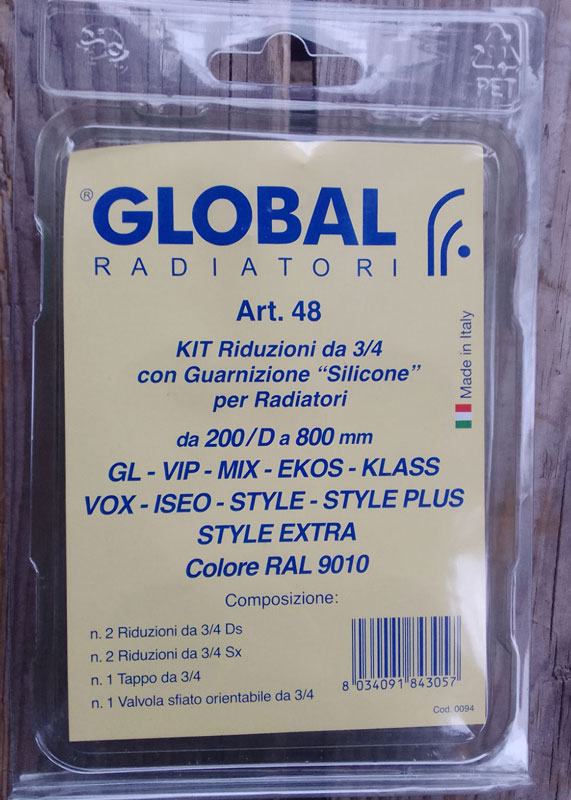 PET
® GLOBAL
RADIATORI
Art. 48
KIT Riduzioni da 3/4
con Guarnizione “Silicone”
per Radiatori
da 200/D a 800 mm
GL - VIP - MIX - EKOS - KLASS
VOX - ISEO - STYLE - STYLE PLUS
STYLE EXTRA
Colore RAL 9010
Made in Italy
Composizione:
n. 2 Riduzioni da 3/4 Ds
n. 2 Riduzioni da 3/4 Sx
n. 1 Tappo da 3/4
n. 1 Valvola sfiato orientabile da 3/4
8 034091 843057
Cod. 0094